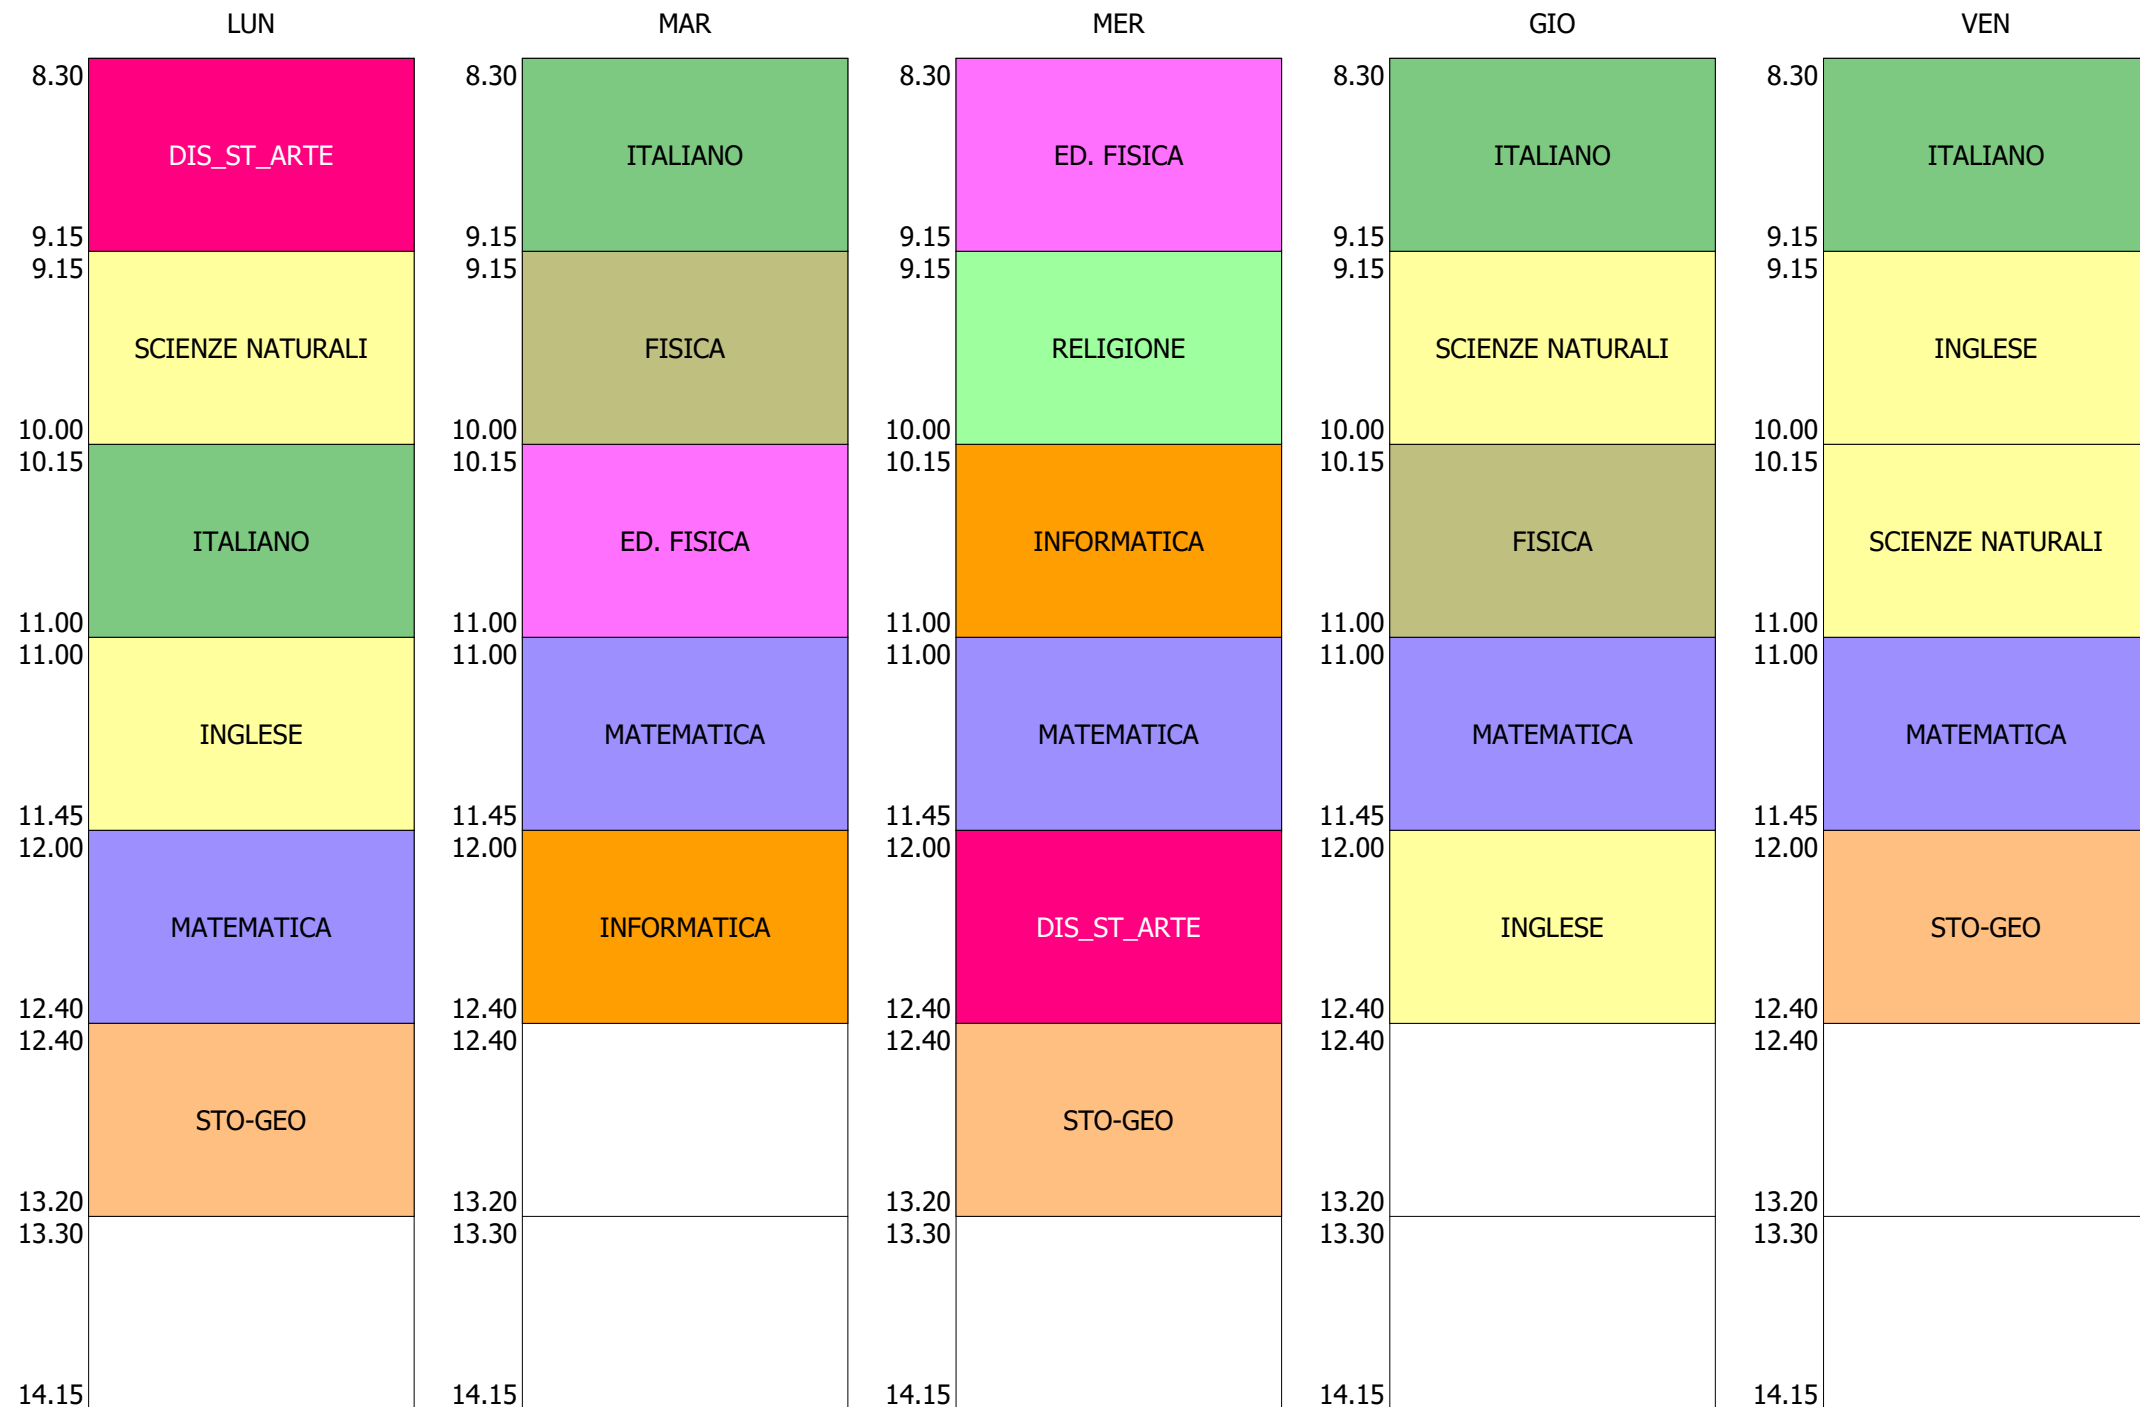 LUN MAR MER GIO VEN
8.30 8.30 8.30 8.30 8.30
DIS_ST_ARTE ITALIANO ED. FISICA ITALIANO ITALIANO
9.15 9.15 9.15 9.15 9.15
9.15 9.15 9.15 9.15 9.15
SCIENZE NATURALI FISICA RELIGIONE SCIENZE NATURALI INGLESE
10.00 10.00 10.00 10.00 10.00
10.15 10.15 10.15 10.15 10.15
ITALIANO ED. FISICA INFORMATICA FISICA SCIENZE NATURALI
11.00 11.00 11.00 11.00 11.00
11.00 11.00 11.00 11.00 11.00
INGLESE MATEMATICA MATEMATICA MATEMATICA MATEMATICA
11.45 11.45 11.45 11.45 11.45
12.00 12.00 12.00 12.00 12.00
MATEMATICA INFORMATICA DIS_ST_ARTE INGLESE STO-GEO
12.40 12.40 12.40 12.40 12.40
12.40 12.40 12.40 12.40 12.40
STO-GEO STO-GEO
13.20 13.20 13.20 13.20 13.20
13.30 13.30 13.30 13.30 13.30
14.15 14.15 14.15 14.15 14.15